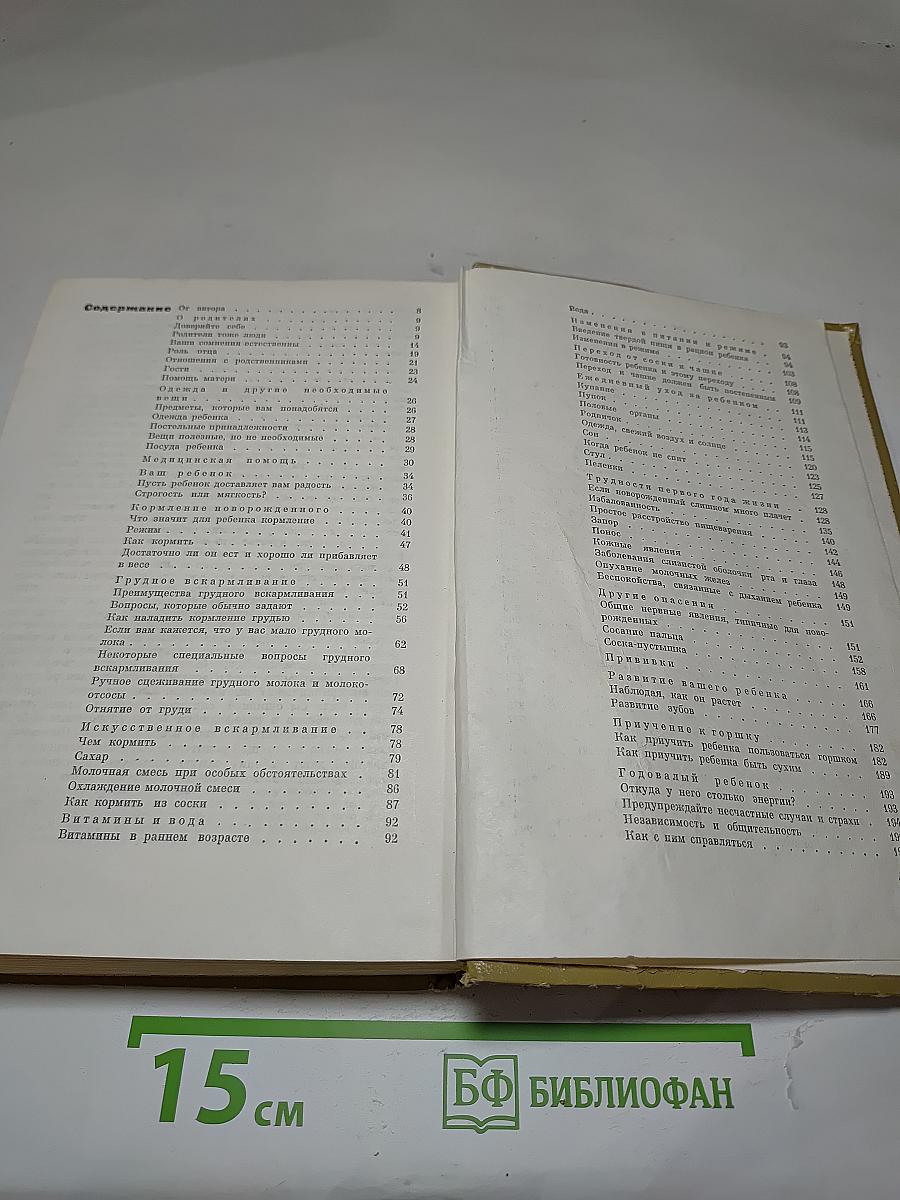 Содержание
От автора . . . 8
О родителях . . . 9
Доверяйте себе . . . 9
Родители тоже люди . . . 9
Ваши сомнения естественны . . . 14
Роль отца . . . 19
Отношения с родственниками . . . 21
Гости . . . 23
Помощь матери . . . 24
Одежда и другие необходимые
вещи . . . 26
Предметы, которые вам понадобятся . . . 26
Одежда ребенка . . . 27
Постельные принадлежности . . . 28
Вещи полезные, но не необходимые . . . 28
Посуда ребенка . . . 29
Медицинская помощь . . . 30
Ваш ребенок . . . 34
Пусть ребенок доставляет вам радость . . . 34
Строгость или мягкость? . . . 36
Кормление новорожденного . . . 40
Что значит для ребенка кормление . . . 40
Режим . . . 41
Как кормить . . . 47
Достаточно ли он ест и хорошо ли прибавляет
в весе . . . 48
Грудное вскармливание . . . 51
Преимущества грудного вскармливания . . . 51
Вопросы, которые обычно задают . . . 52
Как наладить кормление грудью . . . 56
Если вам кажется, что у вас мало грудного мо-
лока . . . 62
Некоторые специальные вопросы грудного
вскармливания . . . 68
Ручное сцеживание грудного молока и молоко-
отсосы . . . 72
Отнятие от груди . . . 74
Искусственное вскармливание . . . 78
Чем кормить . . . 78
Сахар . . . 79
Молочная смесь при особых обстоятельствах . 81
Охлаждение молочной смеси . . . 86
Как кормить из соски . . . 87
Витамины и вода . . . 92
Витамины в раннем возрасте . . . 92
Вода . . . 93
Изменения в питании и режиме . . . 94
Введение твердой пищи в рацион ребенка . . . 94
Изменения в режиме . . . 103
Переход от соски к чашке . . . 108
Готовность ребенка к этому переходу . . . 108
Переход к чашке должен быть постепенным 109
Ежедневный уход за ребенком . . . 111
Купание . . . 111
Пупок . . . 113
Половые органы . . . 114
Родничок . . . 115
Одежда, свежий воздух и солнце . . . 115
Сон . . . 120
Когда ребенок не спит . . . 123
Стул . . . 125
Пеленки . . . 127
Трудности первого года жизни . . . 128
Если новорожденный слишком много плачет . 128
Избалованность . . . 135
Простое расстройство пищеварения . . . 140
Запор . . . 142
Понос . . . 144
Кожные явления . . . 146
Заболевания слизистой оболочки рта и глаза 148
Опухание молочных желез . . . 149
Беспокойства, связанные с дыханием ребенка 149
Другие опасения . . . 151
Общие нервные явления, типичные для ново-
рожденных . . . 151
Сосание пальца . . . 152
Соска-пустышка . . . 158
Прививки . . . 161
Развитие вашего ребенка . . . 166
Наблюдая, как он растет . . . 166
Развитие зубов . . . 177
Приучение к горшку . . . 182
Как приучить ребенка пользоваться горшком 182
Как приучить ребенка быть сухим . . . 189
Годовалый ребенок . . . 193
Откуда у него столько энергии? . . . 193
Предупреждайте несчастные случаи и страхи . 194
Независимость и общительность . . .
Как с ним справляться . . .
15 см
БФ БИБЛИОФАН